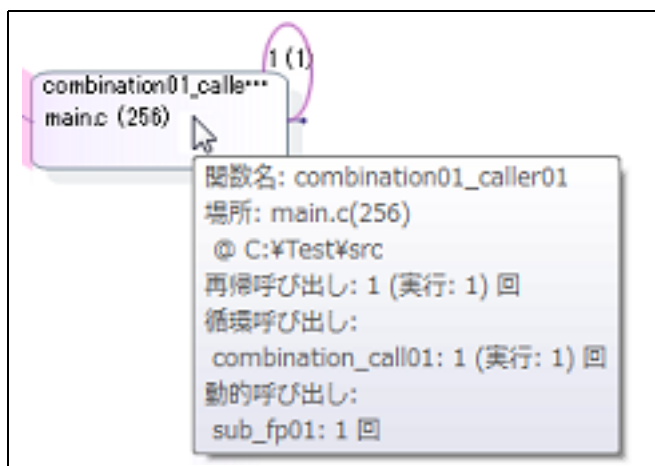 1 (1)
combination01_calle…
main.c (256)
関数名: combination01_caller01
場所: main.c(256)
@ C:¥Test¥src
再帰呼び出し: 1 (実行: 1) 回
循環呼び出し:
combination_call01: 1 (実行: 1) 回
動的呼び出し:
sub_fp01: 1 回